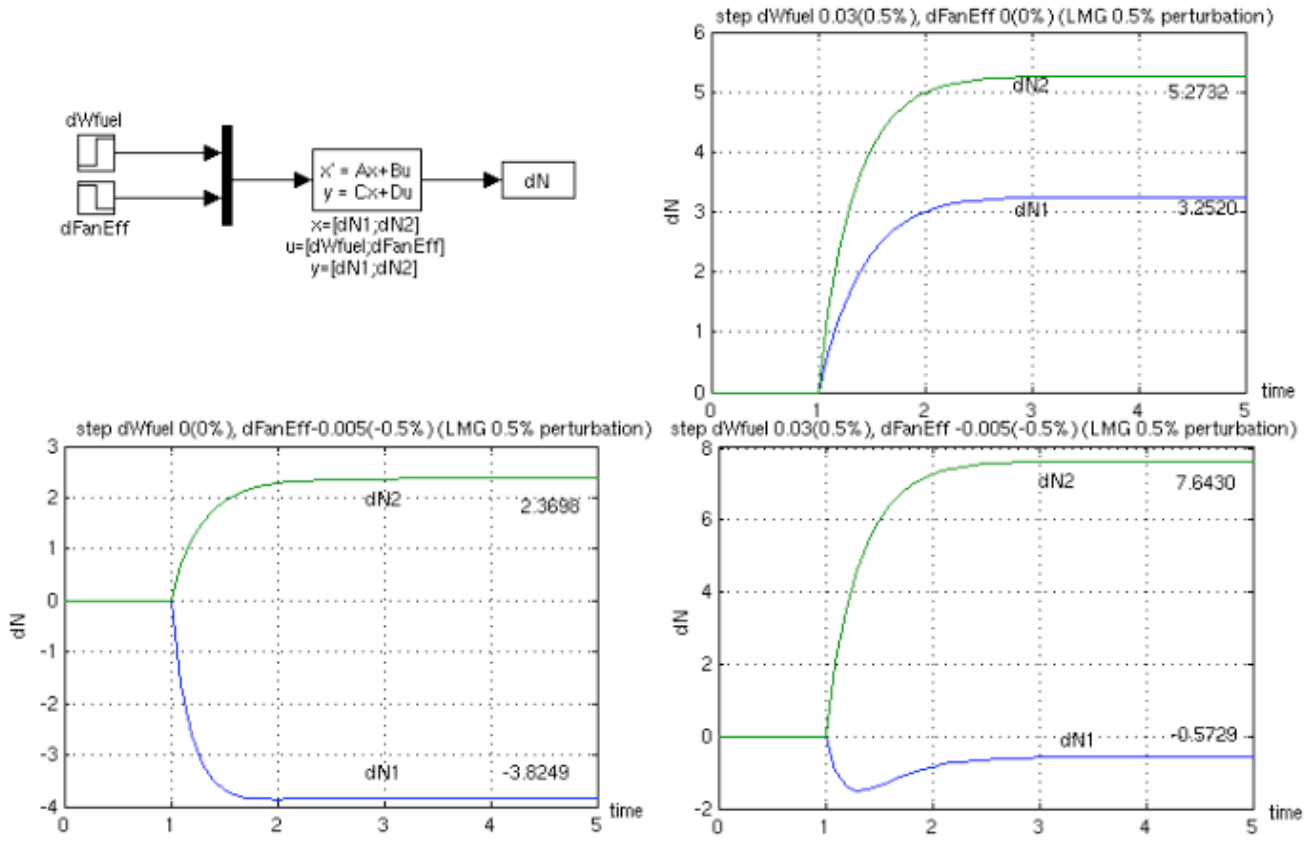 dWfuel
dFanEff
x' = Ax+Bu
y = Cx+Du
x=[dN1;dN2]
u=[dWfuel;dFanEff]
y=[dN1;dN2]
dN
step dWfuel 0.03(0.5%), dFanEff 0(0%) (LMG 0.5% perturbation)
6
5
4
3
2
1
0
dN
dN2
5.2732
dN1
3.2520
0
1
2
3
4
5
time
step dWfuel 0(0%), dFanEff-0.005(-0.5%) (LMG 0.5% perturbation)
3
2
1
0
-1
-2
-3
-4
dN
dN2
2.3698
dN1
-3.8249
0
1
2
3
4
5
time
step dWfuel 0.03(0.5%), dFanEff -0.005(-0.5%) (LMG 0.5% perturbation)
8
6
4
2
0
-2
dN
dN2
7.6430
dN1
-0.5729
0
1
2
3
4
5
time